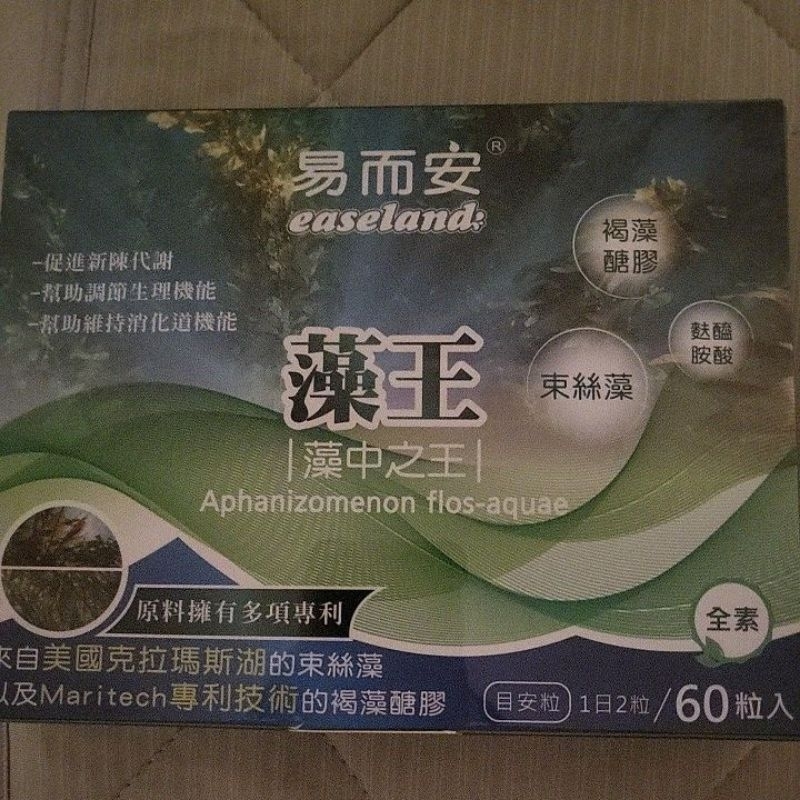 易而安®
easeland
-促進新陳代謝
-幫助調節生理機能
-幫助維持消化道機能
褐藻
醣膠
麩醯
胺酸
束絲藻
藻王
|藻中之王|
Aphanizomenon flos-aquae
原料擁有多項專利
全素
來自美國克拉瑪斯湖的束絲藻
以及Maritech專利技術的褐藻醣膠
目安粒 1日2粒/60粒入